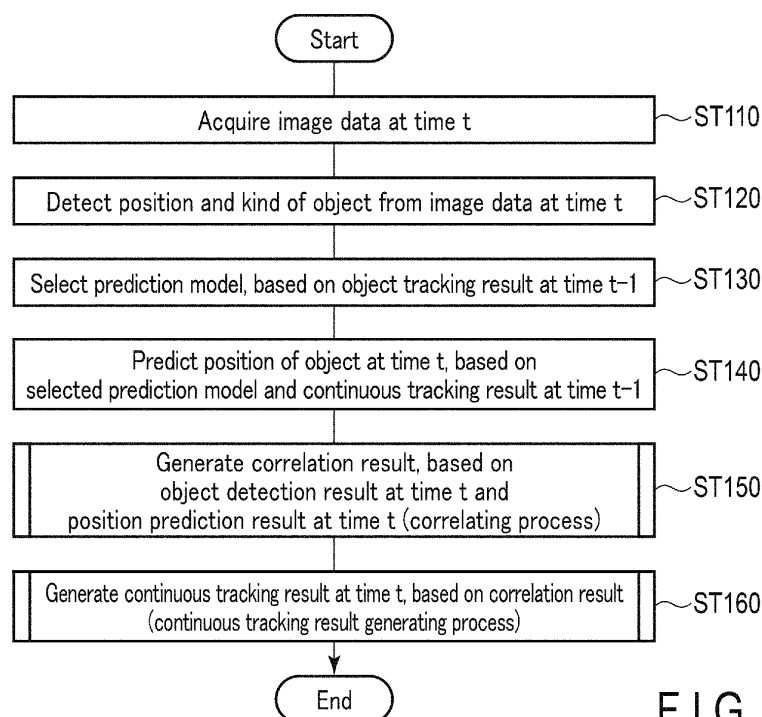 Start
Acquire image data at time t
ST110
Detect position and kind of object from image data at time t
ST120
Select prediction model, based on object tracking result at time t-1
ST130
Predict position of object at time t, based on
selected prediction model and continuous tracking result at time t-1
ST140
Generate correlation result, based on
object detection result at time t and
position prediction result at time t (correlating process)
ST150
Generate continuous tracking result at time t, based on correlation result
(continuous tracking result generating process)
ST160
End
FIG